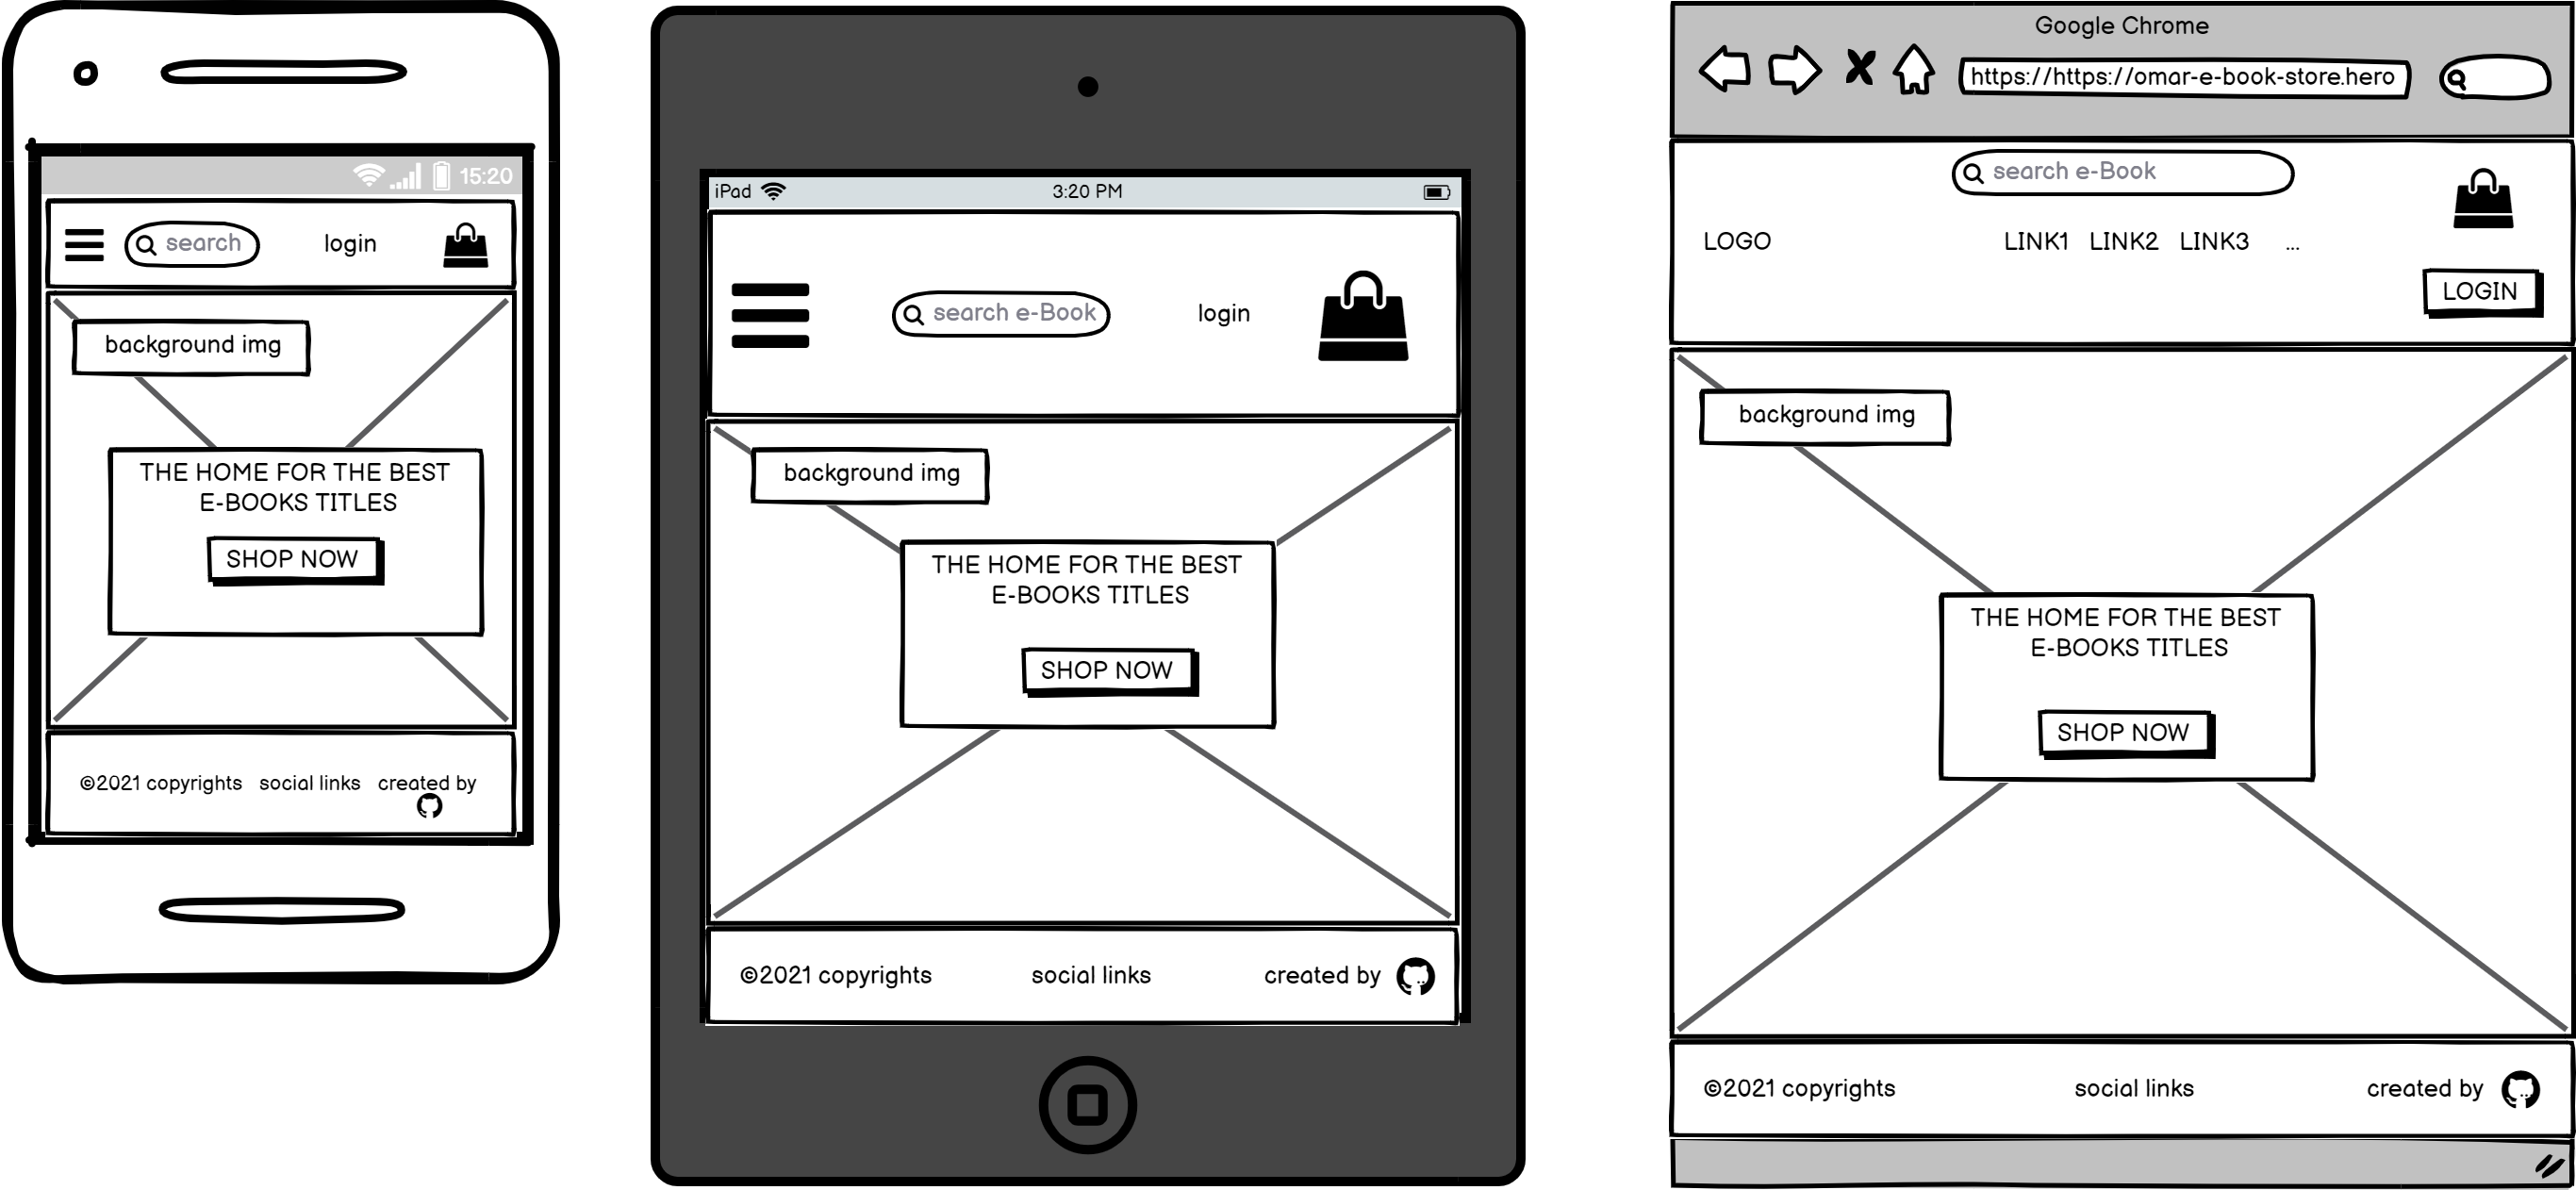 15:20
search
login
background img
THE HOME FOR THE BEST
E-BOOKS TITLES
SHOP NOW
©2021 copyrights social links created by
iPad 3:20 PM
search e-Book login
background img
THE HOME FOR THE BEST
E-BOOKS TITLES
SHOP NOW
©2021 copyrights social links created by
Google Chrome
https://https://omar-e-book-store.hero
search e-Book
LOGO LINK1 LINK2 LINK3 ...
LOGIN
background img
THE HOME FOR THE BEST
E-BOOKS TITLES
SHOP NOW
©2021 copyrights social links created by